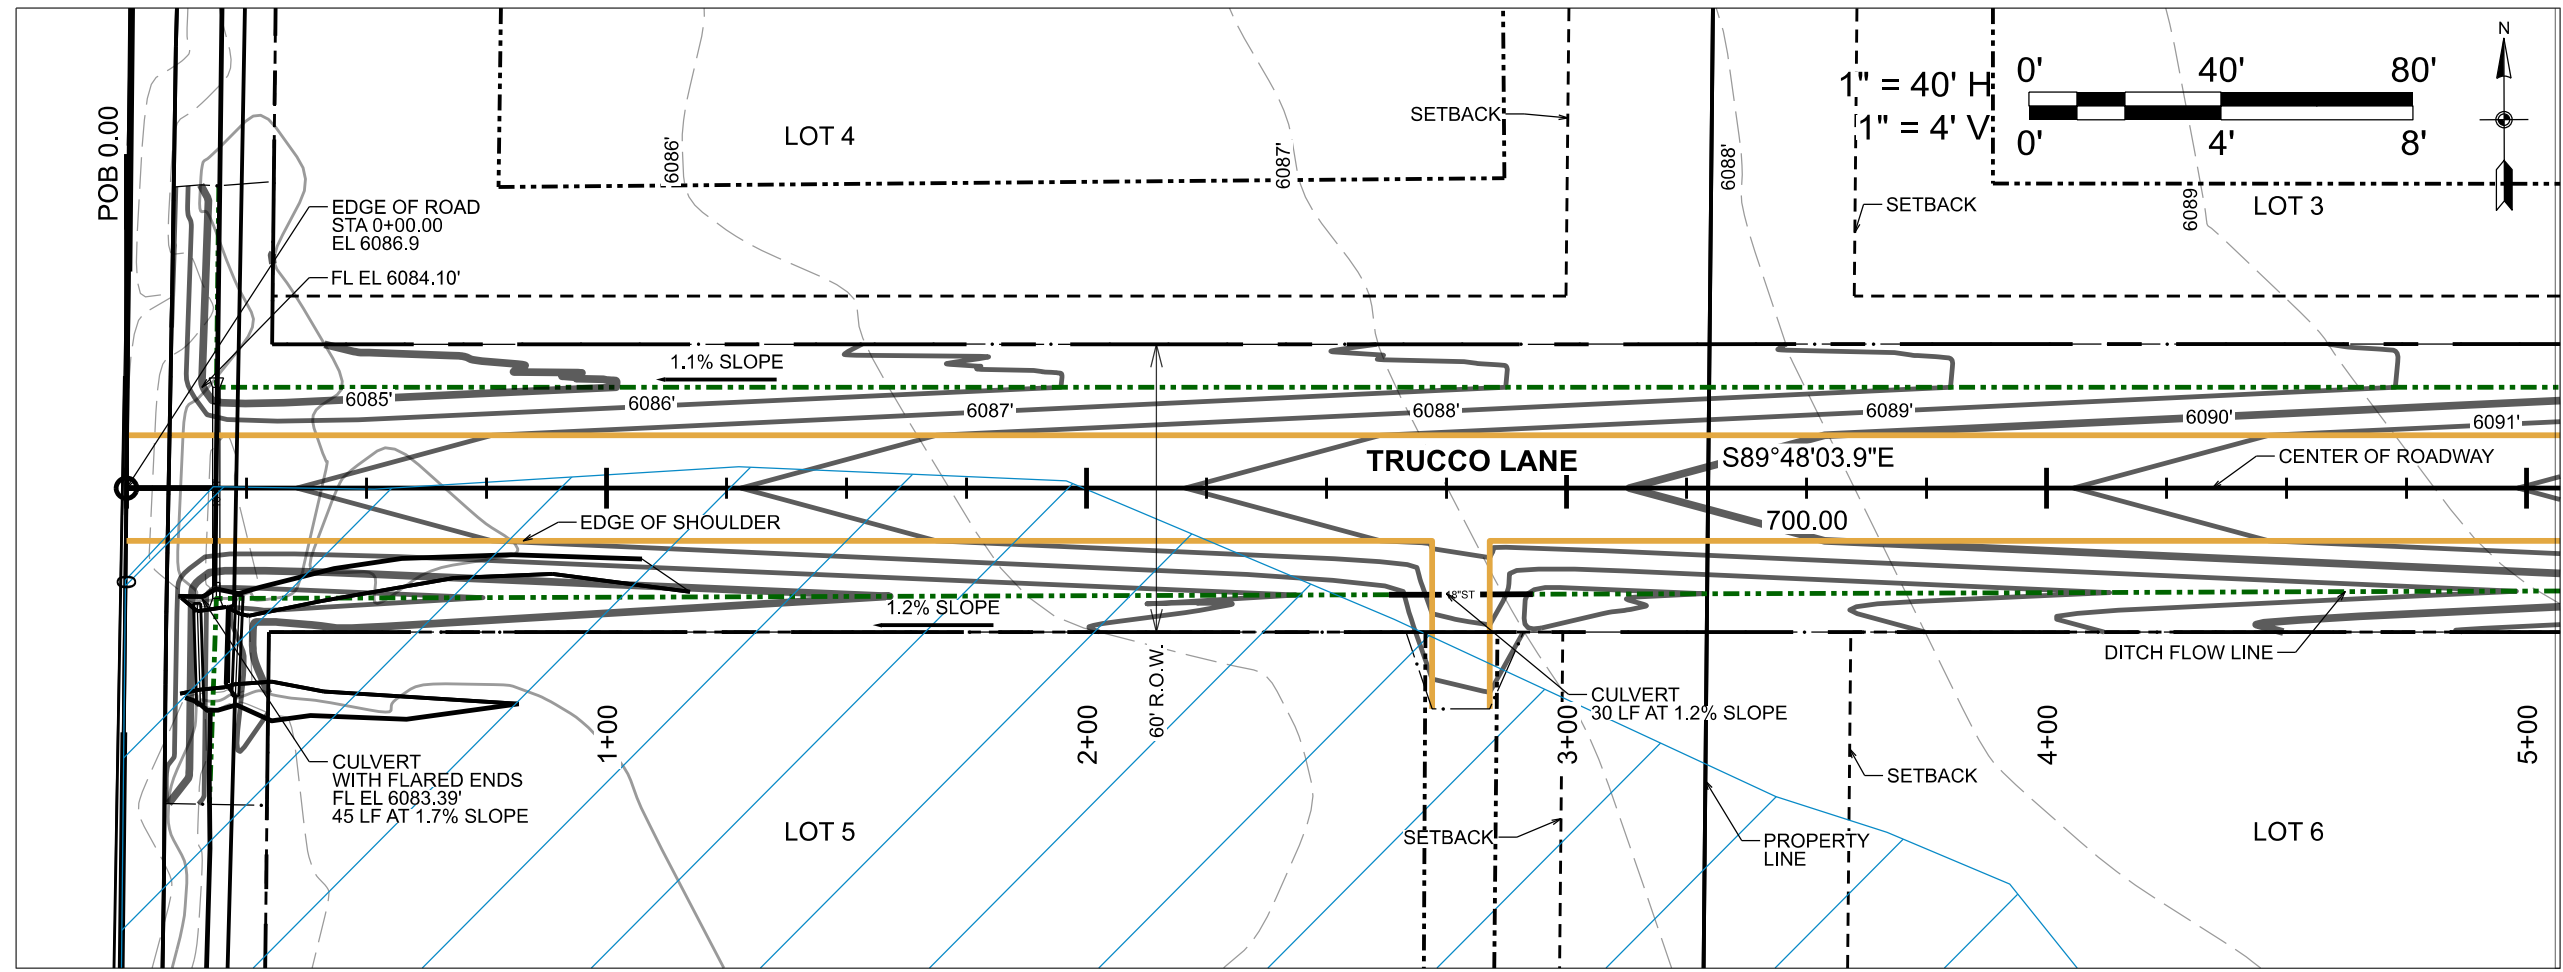 POB 0.00
EDGE OF ROAD
STA 0+00.00
EL 6086.9
FL EL 6084.10'
LOT 4
6086'
6087'
SETBACK
6088'
SETBACK
6089
LOT 3
1" = 40' H
1" = 4' V
0' 40' 80'
0' 4' 8'
N
1.1% SLOPE
6085'
6086'
6087'
6088'
6089'
6090'
6091'
TRUCCO LANE
S89°48'03.9"E
CENTER OF ROADWAY
700.00
EDGE OF SHOULDER
0
1.2% SLOPE
60' R.O.W.
8"ST
DITCH FLOW LINE
CULVERT
30 LF AT 1.2% SLOPE
1+00
2+00
3+00
4+00
5+00
CULVERT
WITH FLARED ENDS
FL EL 6083.39'
45 LF AT 1.7% SLOPE
LOT 5
SETBACK
PROPERTY
LINE
SETBACK
LOT 6